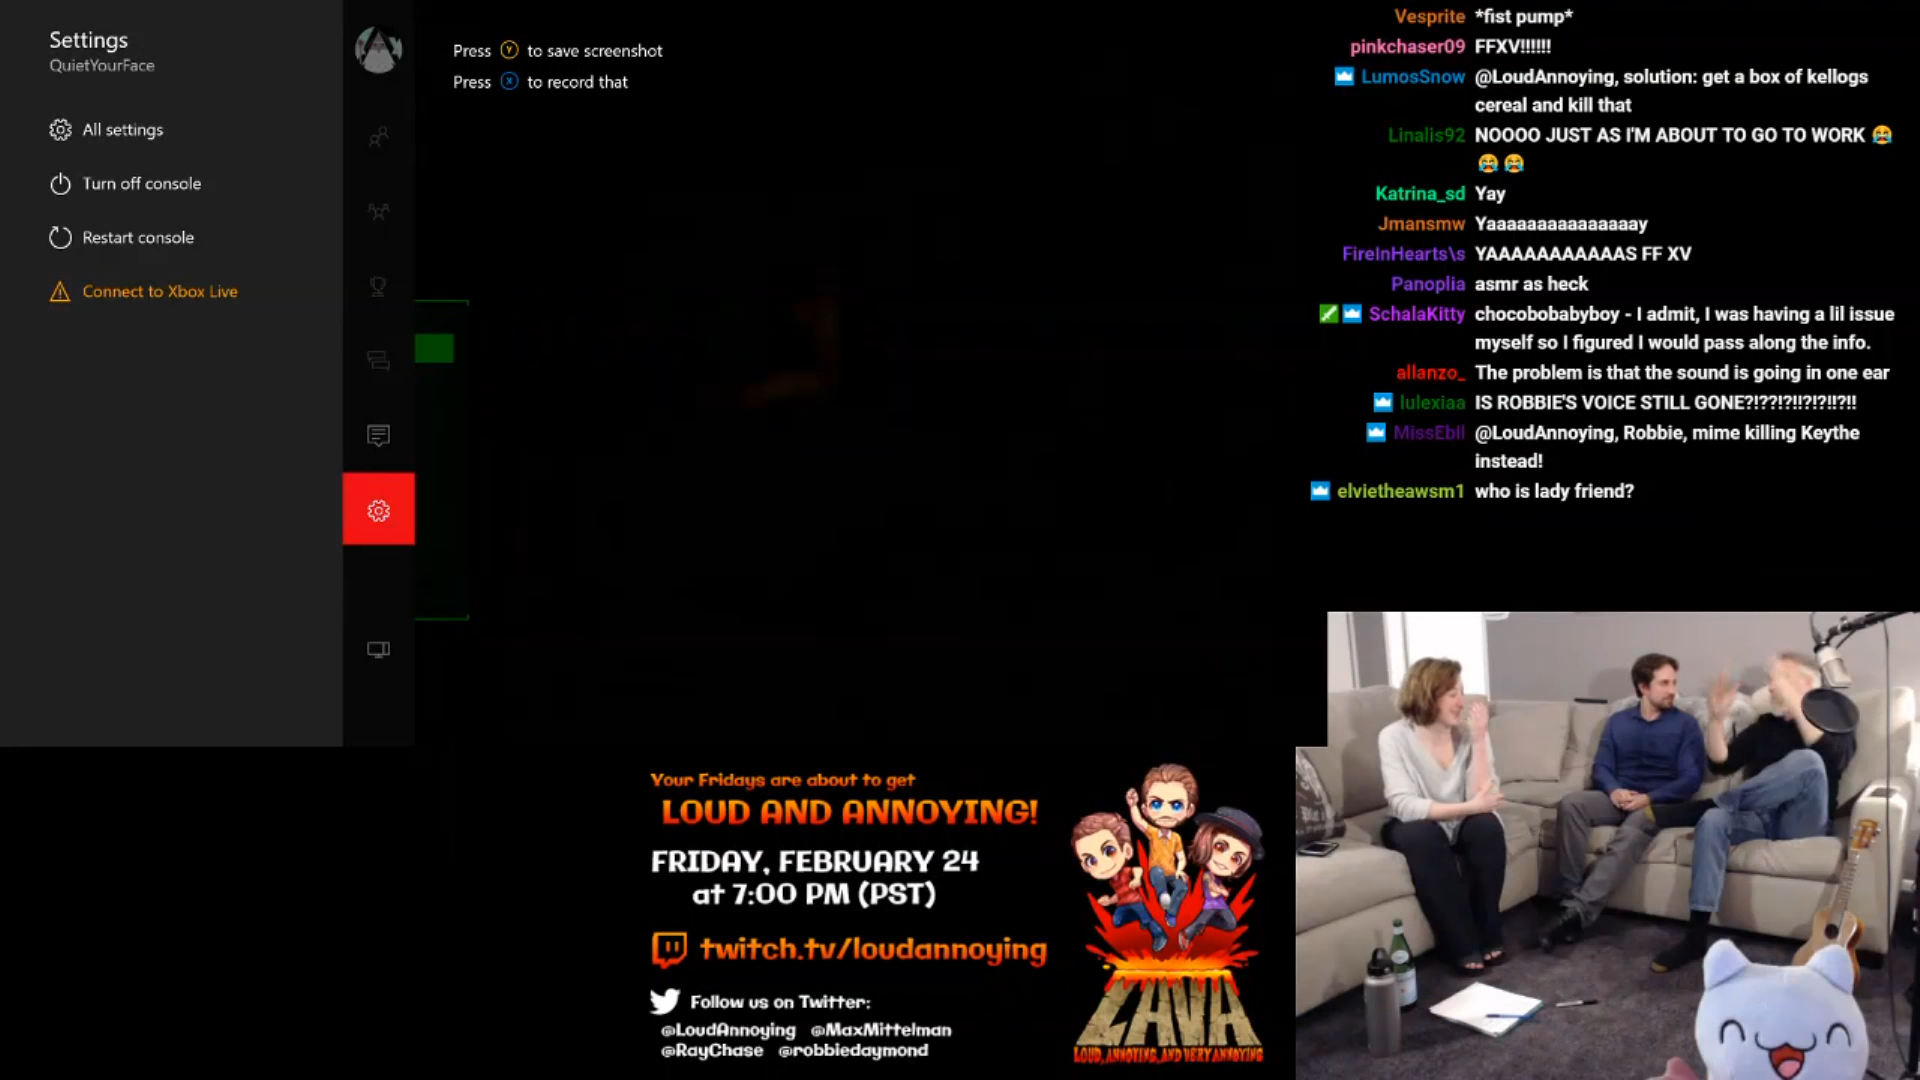 Settings
QuietYourFace
All settings
Turn off console
Restart console
Connect to Xbox Live
Press Y to save screenshot
Press X to record that
Vesprite *fist pump*
pinkchaser09 FFXV!!!!!!
LumosSnow @LoudAnnoying, solution: get a box of kellogs
cereal and kill that
Linalis92 NOOOO JUST AS I'M ABOUT TO GO TO WORK 😭
😭 😭
Katrina_sd Yay
Jmansmw Yaaaaaaaaaaaaaaay
FireInHearts\s YAAAAAAAAAAAS FF XV
Panoplia asmr as heck
SchalaKitty chocobobabyboy - I admit, I was having a lil issue
myself so I figured I would pass along the info.
allanzo_ The problem is that the sound is going in one ear
lulexiaa IS ROBBIE'S VOICE STILL GONE?!??!?!!?!?!!?!!
MissEbil @LoudAnnoying, Robbie, mime killing Keythe
instead!
elvietheawsm1 who is lady friend?
Your Fridays are about to get
LOUD AND ANNOYING!
FRIDAY, FEBRUARY 24
at 7:00 PM (PST)
twitch.tv/loudannoying
Follow us on Twitter:
@LoudAnnoying @MaxMittelman
@RayChase @robbiedaymond
LAVA
LOUD, ANNOYING, AND VERY ANNOYING